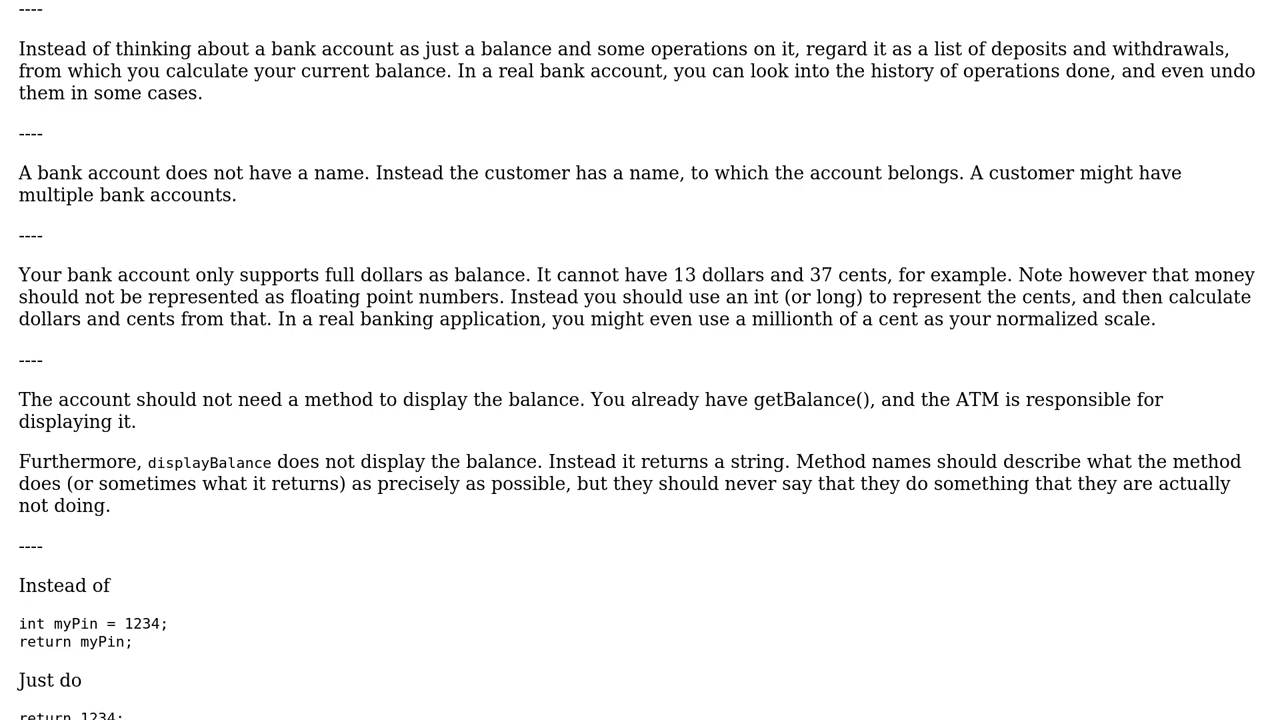 ----
Instead of thinking about a bank account as just a balance and some operations on it, regard it as a list of deposits and withdrawals,
from which you calculate your current balance. In a real bank account, you can look into the history of operations done, and even undo
them in some cases.
----
A bank account does not have a name. Instead the customer has a name, to which the account belongs. A customer might have
multiple bank accounts.
----
Your bank account only supports full dollars as balance. It cannot have 13 dollars and 37 cents, for example. Note however that money
should not be represented as floating point numbers. Instead you should use an int (or long) to represent the cents, and then calculate
dollars and cents from that. In a real banking application, you might even use a millionth of a cent as your normalized scale.
----
The account should not need a method to display the balance. You already have getBalance(), and the ATM is responsible for
displaying it.
Furthermore, displayBalance does not display the balance. Instead it returns a string. Method names should describe what the method
does (or sometimes what it returns) as precisely as possible, but they should never say that they do something that they are actually
not doing.
----
Instead of
int myPin = 1234;
return myPin;
Just do
return 1234;